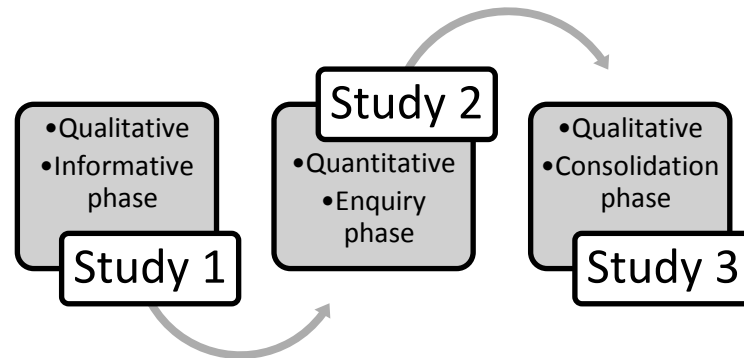 •Qualitative
•Informative
phase
Study 1
Study 2
•Quantitative
•Enquiry
phase
•Qualitative
•Consolidation
phase
Study 3